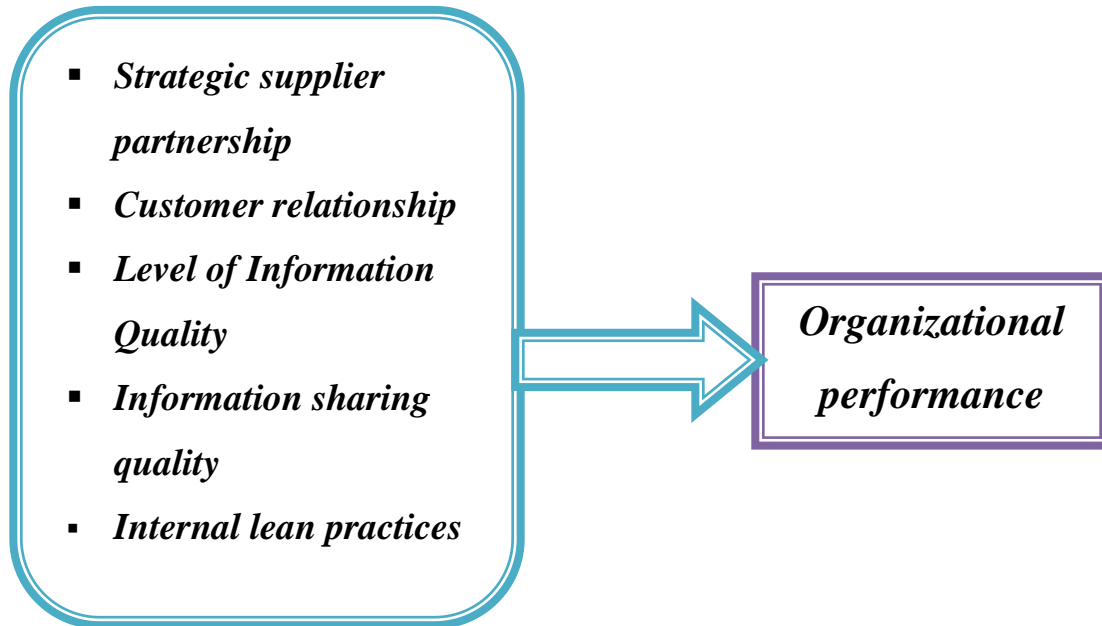 ▪ Strategic supplier
partnership
▪ Customer relationship
▪ Level of Information
Quality
▪ Information sharing
quality
▪ Internal lean practices
Organizational
performance